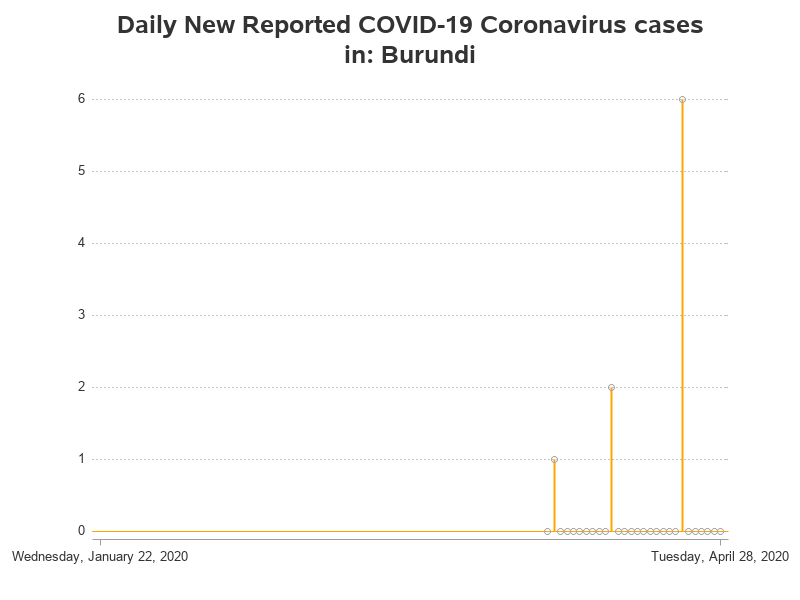 Daily New Reported COVID-19 Coronavirus cases
in: Burundi
6
5
4
3
2
1
0
Wednesday, January 22, 2020
Tuesday, April 28, 2020